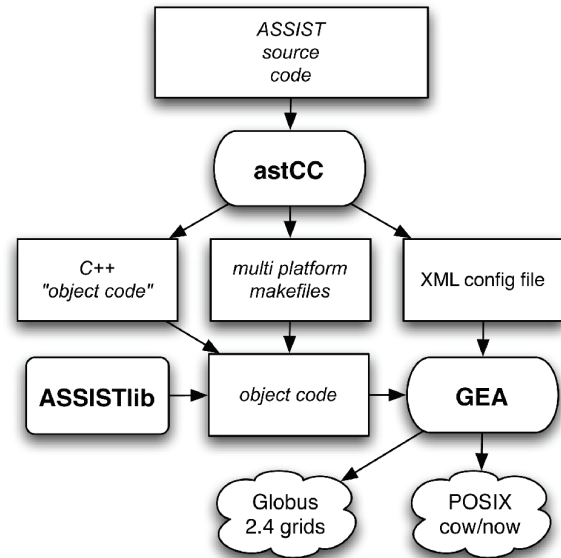 ASSIST
source
code
astCC
C++
"object code"
multi platform
makefiles
XML config file
ASSISTlib
object code
GEA
Globus
2.4 grids
POSIX
cow/now